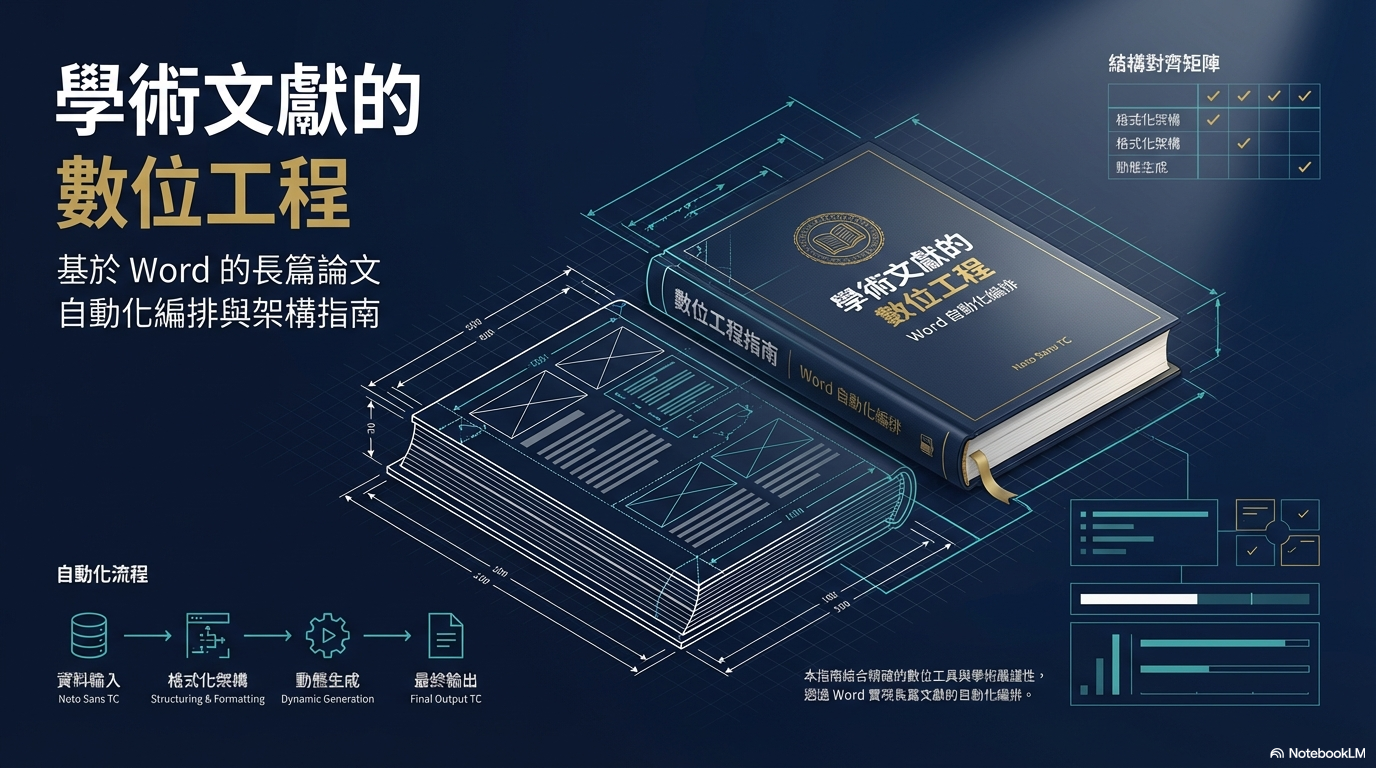 學術文獻的
數位工程
基於 Word 的長篇論文
自動化編排與架構指南
結構對齊矩陣
格式化架構
格式化架構
動態生成
學術文獻的
數位工程
Word 自動化編排
Noto Sans TC
數位工程指南
Word 自動化編排
自動化流程
資料輸入
Noto Sans TC
格式化架構
Structuring & Formatting
動態生成
Dynamic Generation
最終輸出
Final Output TC
本指南結合精確的數位工具與學術嚴謹性，
透過 Word 實現長篇文獻的自動化編排。
NotebookLM